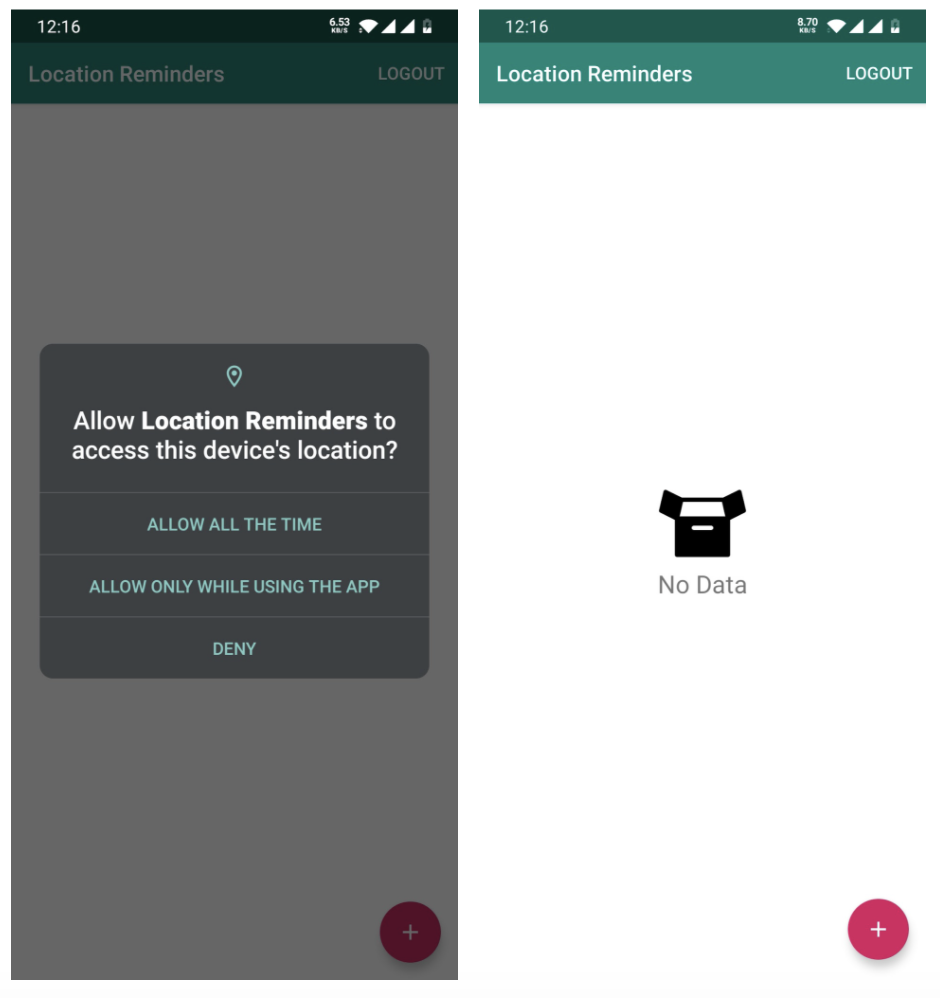 12:16
6.53
KB/S
Location Reminders
LOGOUT
Allow Location Reminders to
access this device's location?
ALLOW ALL THE TIME
ALLOW ONLY WHILE USING THE APP
DENY
+
12:16
8.70
KB/S
Location Reminders
LOGOUT
No Data
+